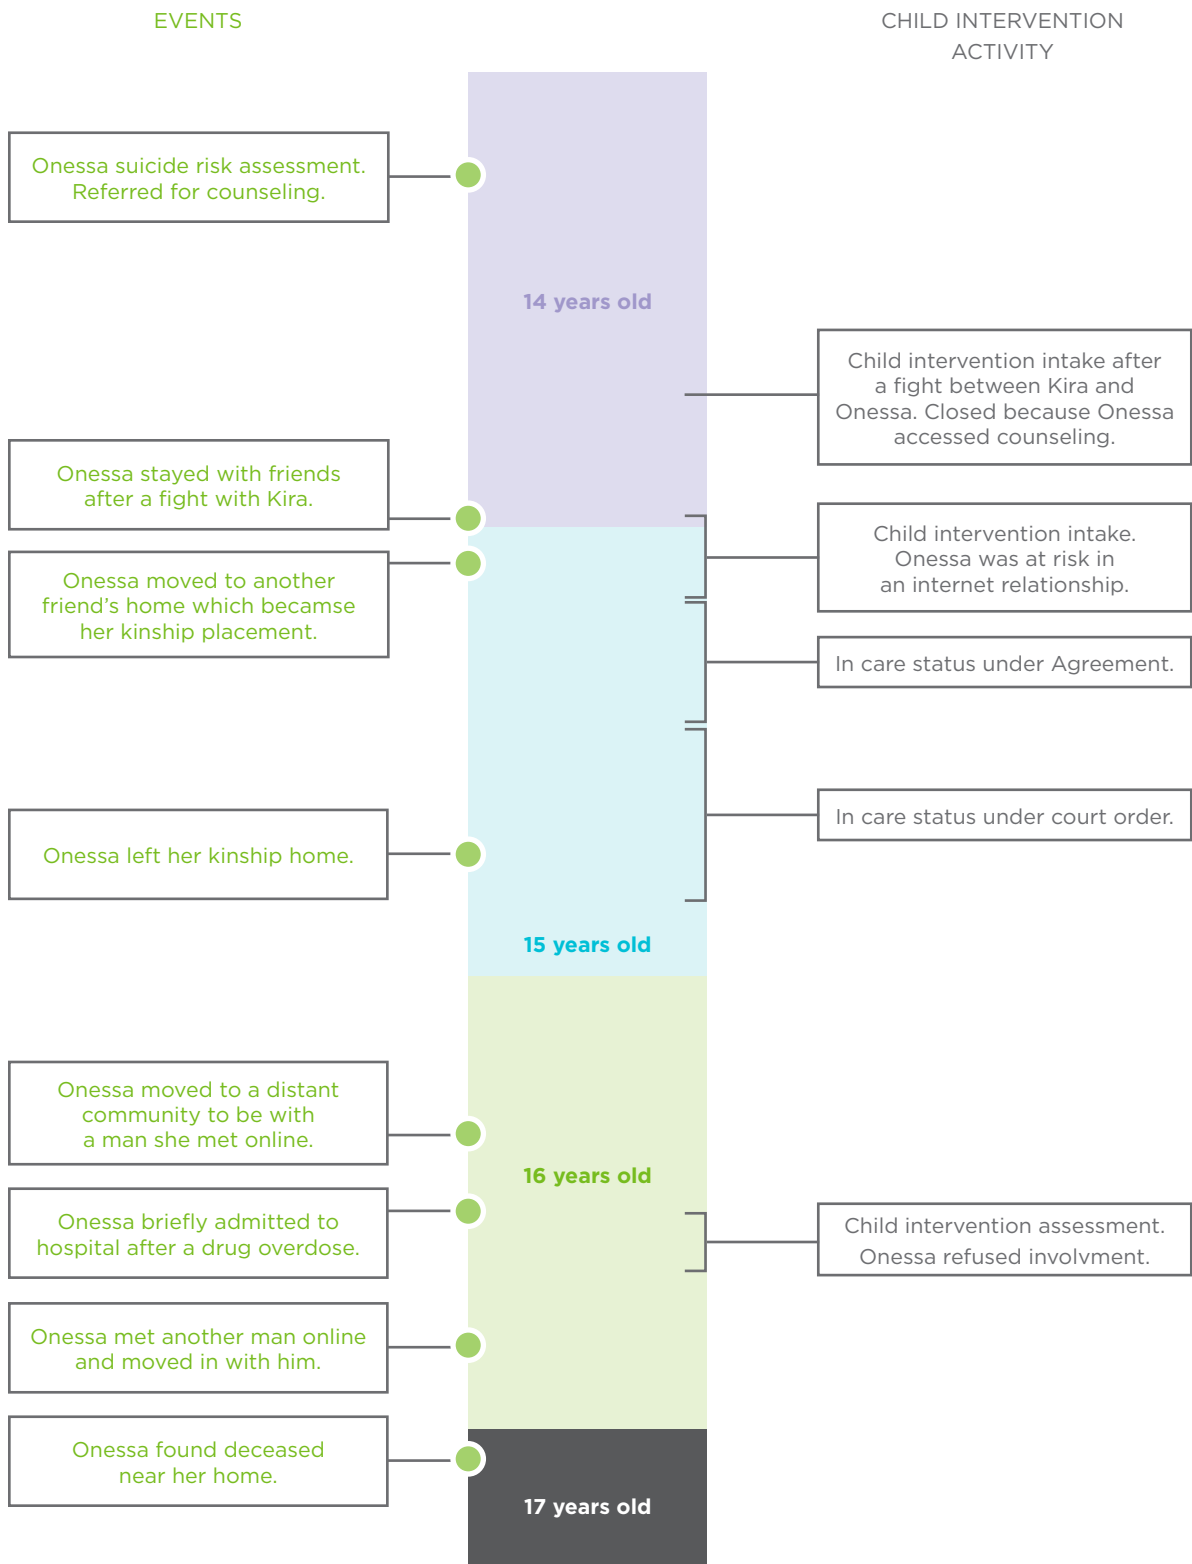 EVENTS
CHILD INTERVENTION
ACTIVITY
Onessa suicide risk assessment.
Referred for counseling.
14 years old
Child intervention intake after
a fight between Kira and
Onessa. Closed because Onessa
accessed counseling.
Onessa stayed with friends
after a fight with Kira.
Child intervention intake.
Onessa was at risk in
an internet relationship.
Onessa moved to another
friend's home which becamse
her kinship placement.
In care status under Agreement.
In care status under court order.
Onessa left her kinship home.
15 years old
Onessa moved to a distant
community to be with
a man she met online.
16 years old
Onessa briefly admitted to
hospital after a drug overdose.
Child intervention assessment.
Onessa refused involvment.
Onessa met another man online
and moved in with him.
Onessa found deceased
near her home.
17 years old